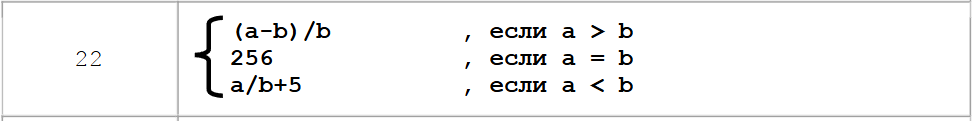 22
(a-b)/b , если a > b
256 , если a = b
a/b+5 , если a < b